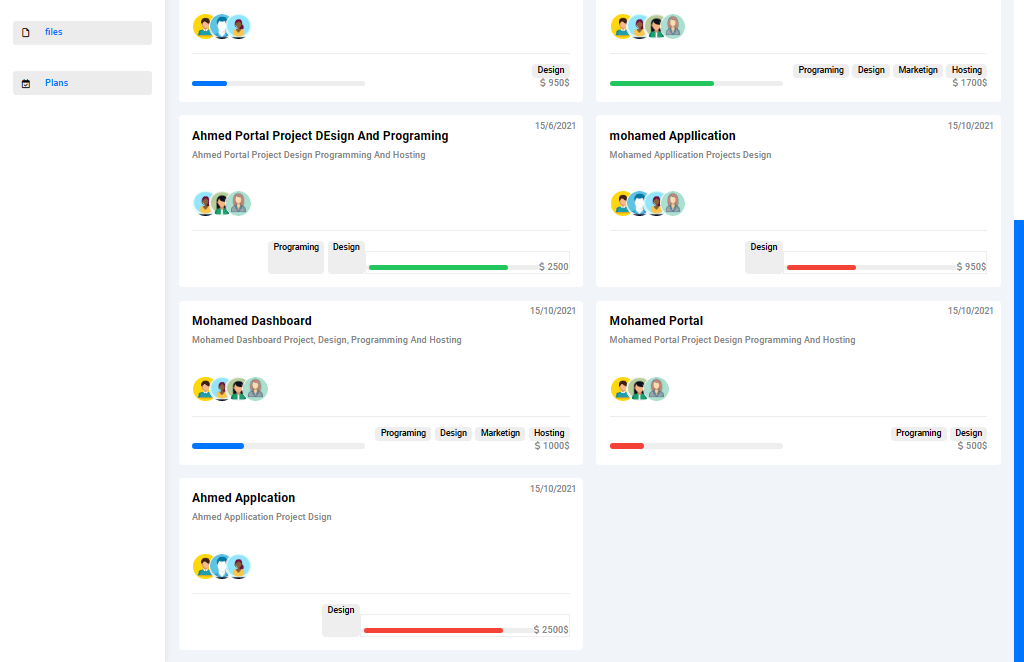 files
Plans
Design
$ 950$
Programing Design Marketign Hosting
$ 1700$
15/6/2021
Ahmed Portal Project DEsign And Programing
Ahmed Portal Project Design Programming And Hosting
Programing Design
$ 2500
15/10/2021
mohamed Appllication
Mohamed Appllication Projects Design
Design
$ 950$
15/10/2021
Mohamed Dashboard
Mohamed Dashboard Project, Design, Programming And Hosting
Programing Design Marketign Hosting
$ 1000$
15/10/2021
Mohamed Portal
Mohamed Portal Project Design Programming And Hosting
Programing Design
$ 500$
15/10/2021
Ahmed Applcation
Ahmed Appllication Project Dsign
Design
$ 2500$